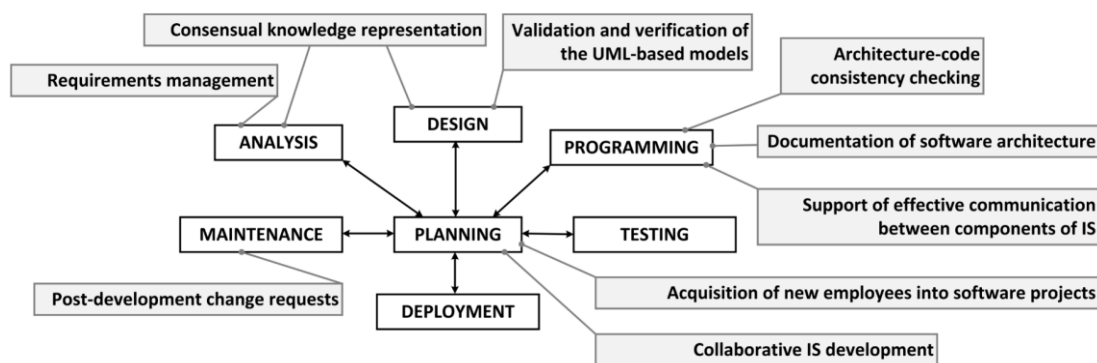 Consensual knowledge representation
Validation and verification of
the UML-based models
Architecture-code
consistency checking
Requirements management
DESIGN
ANALYSIS
PROGRAMMING
Documentation of software architecture
Support of effective communication
between components of IS
MAINTENANCE
PLANNING
TESTING
Post-development change requests
DEPLOYMENT
Acquisition of new employees into software projects
Collaborative IS development